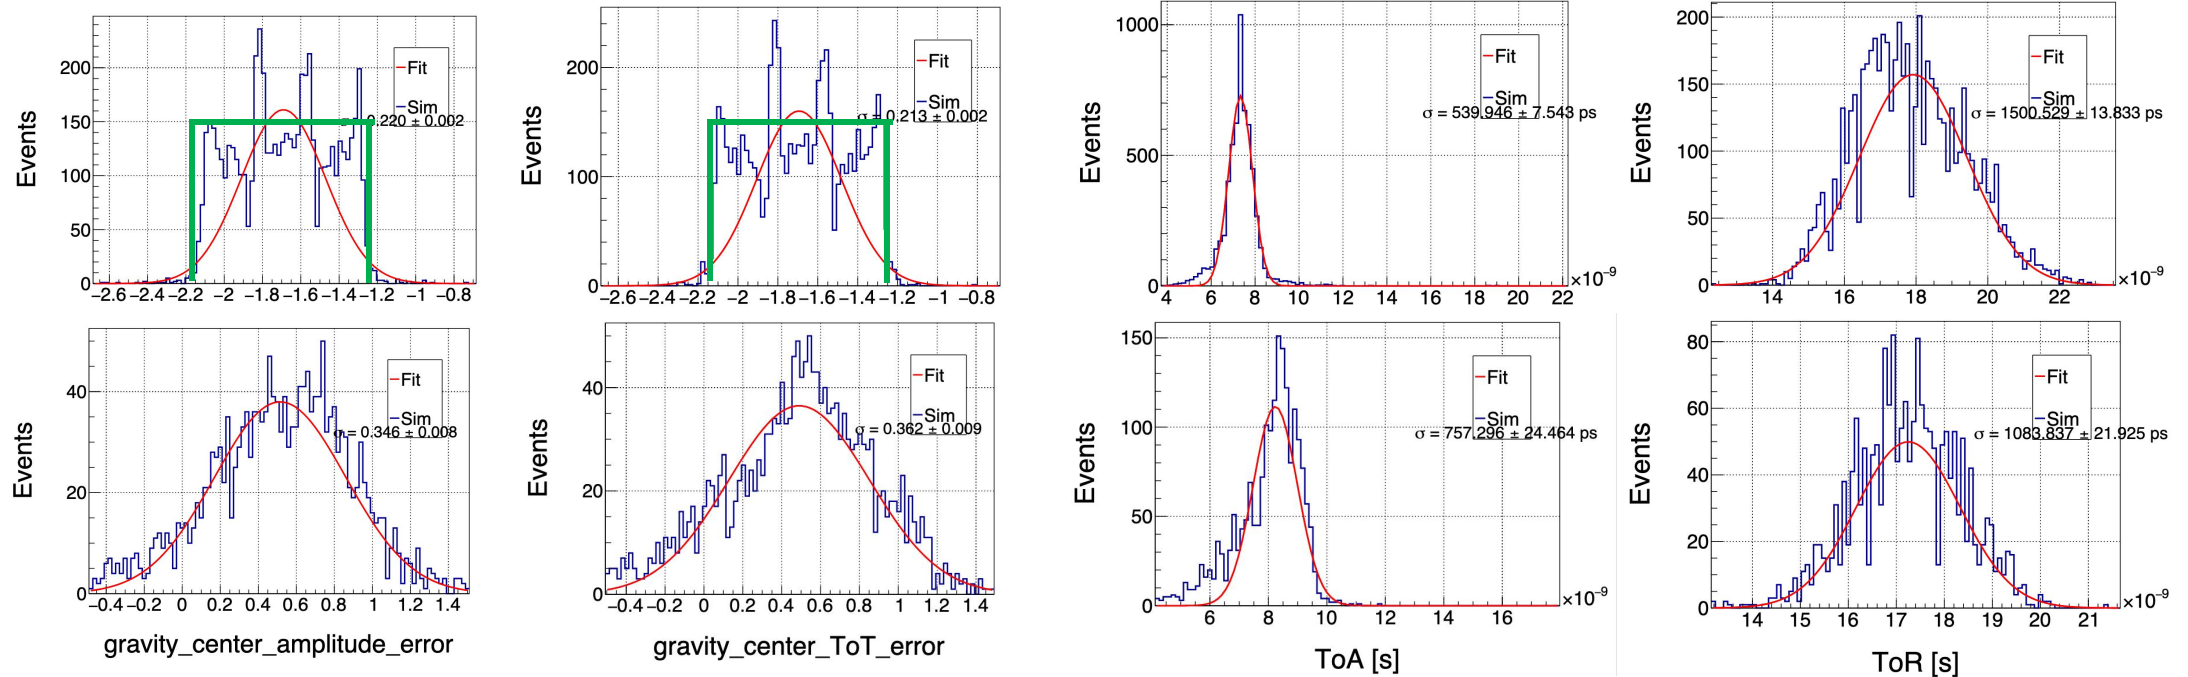 Events
200
150
100
50
0
−2.6 −2.4 −2.2 −2 −1.8 −1.6 −1.4 −1.2 −1 −0.8
Fit
Sim
0.220 ± 0.002
Events
200
100
0
−2.6 −2.4 −2.2 −2 −1.8 −1.6 −1.4 −1.2 −1 −0.8
Fit
Sim
σ = 0.213 ± 0.002
Events
1000
500
0
4 6 8 10 12 14 16 18 20 22
×10⁻⁹
Fit
Sim
σ = 539.946 ± 7.543 ps
Events
200
150
100
50
0
14 16 18 20 22
×10⁻⁹
Fit
Sim
σ = 1500.529 ± 13.833 ps
Events
40
20
0
−0.4 −0.2 0 0.2 0.4 0.6 0.8 1 1.2 1.4
Fit
Sim
σ = 0.346 ± 0.008
gravity_center_amplitude_error
Events
40
20
0
−0.4 −0.2 0 0.2 0.4 0.6 0.8 1 1.2 1.4
Fit
Sim
σ = 0.362 ± 0.009
gravity_center_ToT_error
Events
150
100
50
0
6 8 10 12 14 16
×10⁻⁹
Fit
Sim
σ = 757.296 ± 24.464 ps
ToA [s]
Events
80
60
40
20
0
14 15 16 17 18 19 20 21
×10⁻⁹
Fit
Sim
σ = 1083.837 ± 21.925 ps
ToR [s]